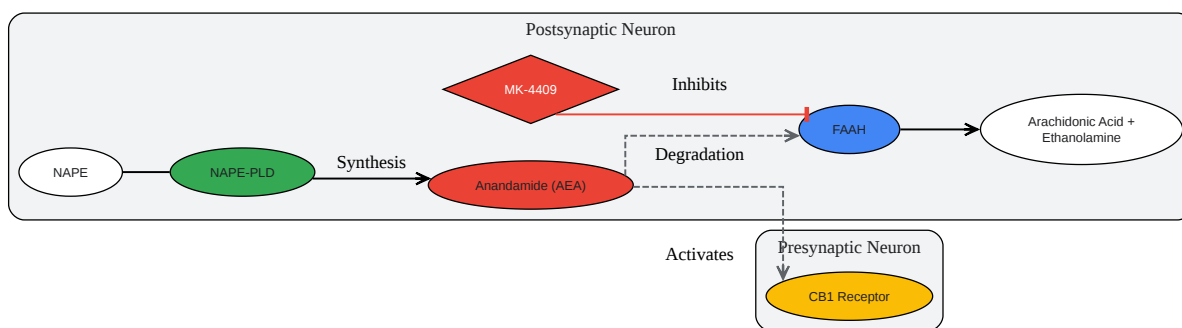 Postsynaptic Neuron
MK-4409
Inhibits
FAAH
Arachidonic Acid +
Ethanolamine
Degradation
Synthesis
NAPE
NAPE-PLD
Anandamide (AEA)
Activates
Presynaptic Neuron
CB1 Receptor